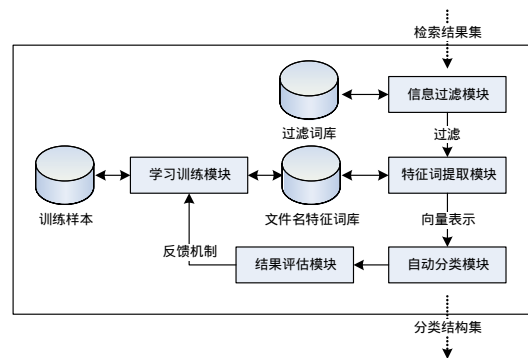 检索结果集
信息过滤模块
过滤词库
过滤
学习训练模块
特征词提取模块
训练样本
文件名特征词库
向量表示
反馈机制
结果评估模块
自动分类模块
分类结构集